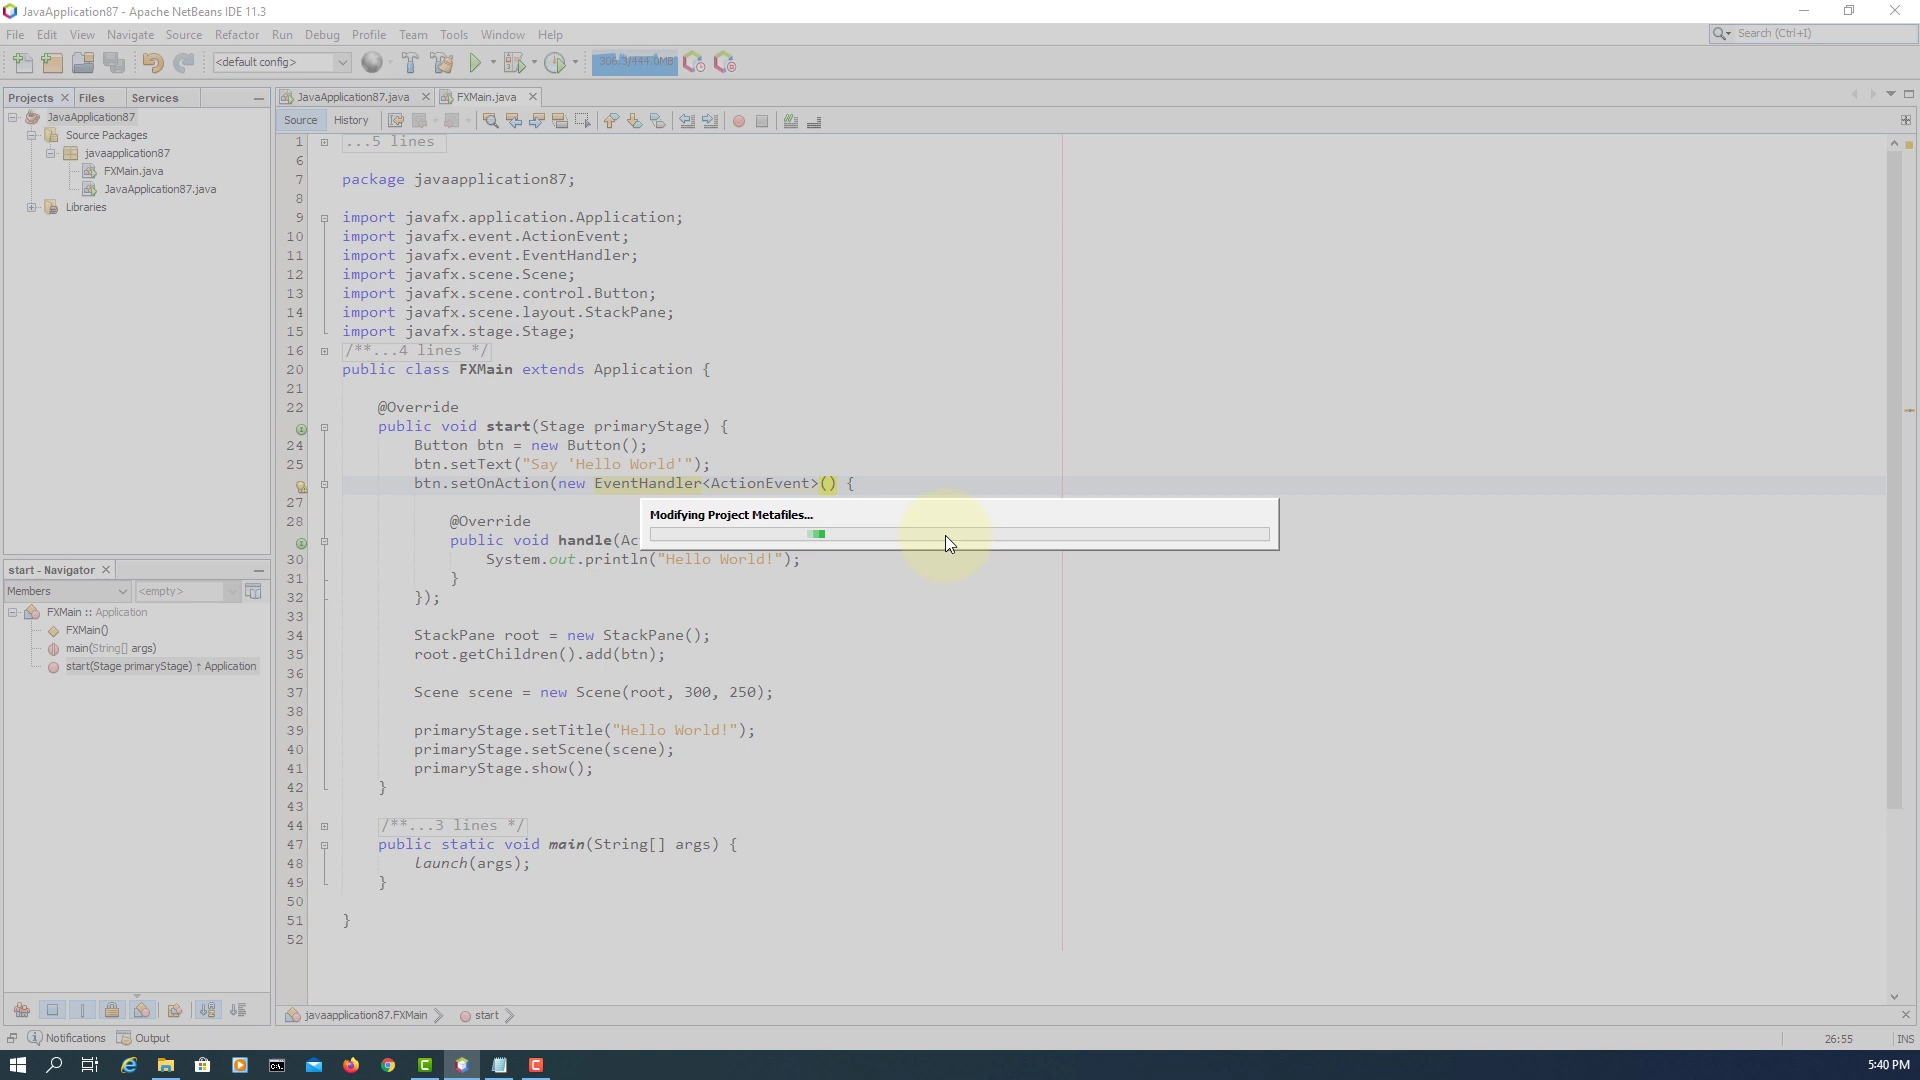 JavaApplication87 - Apache NetBeans IDE 11.3
File Edit View Navigate Source Refactor Run Debug Profile Team Tools Window Help
Search (Ctrl+I)
<default config>
306.3/444.0MB
Projects Files Services
JavaApplication87
Source Packages
javaapplication87
FXMain.java
JavaApplication87.java
Libraries
start - Navigator
Members <empty>
FXMain :: Application
FXMain()
main(String[] args)
start(Stage primaryStage) ↑ Application
JavaApplication87.java FXMain.java
Source History
1 ...5 lines
6
7 package javaapplication87;
8
9 import javafx.application.Application;
10 import javafx.event.ActionEvent;
11 import javafx.event.EventHandler;
12 import javafx.scene.Scene;
13 import javafx.scene.control.Button;
14 import javafx.scene.layout.StackPane;
15 import javafx.stage.Stage;
16 /**...4 lines */
20 public class FXMain extends Application {
21
22 @Override
public void start(Stage primaryStage) {
24 Button btn = new Button();
25 btn.setText("Say 'Hello World'");
btn.setOnAction(new EventHandler<ActionEvent>() {
27
28 @Override
public void handle(Ac
30 System.out.println("Hello World!");
31 }
32 });
33
34 StackPane root = new StackPane();
35 root.getChildren().add(btn);
36
37 Scene scene = new Scene(root, 300, 250);
38
39 primaryStage.setTitle("Hello World!");
40 primaryStage.setScene(scene);
41 primaryStage.show();
42 }
43
44 /**...3 lines */
47 public static void main(String[] args) {
48 launch(args);
49 }
50
51 }
52
Modifying Project Metafiles...
javaapplication87.FXMain start
Notifications Output
26:55 INS
5:40 PM